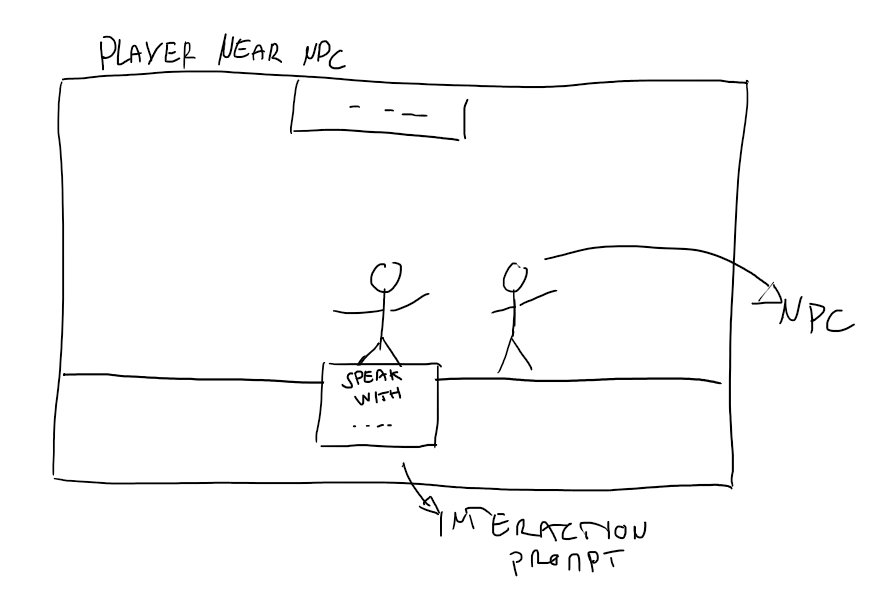 PLAYER NEAR NPC
- - -
SPEAK
WITH
.....
NPC
INTERACTION
PROMPT